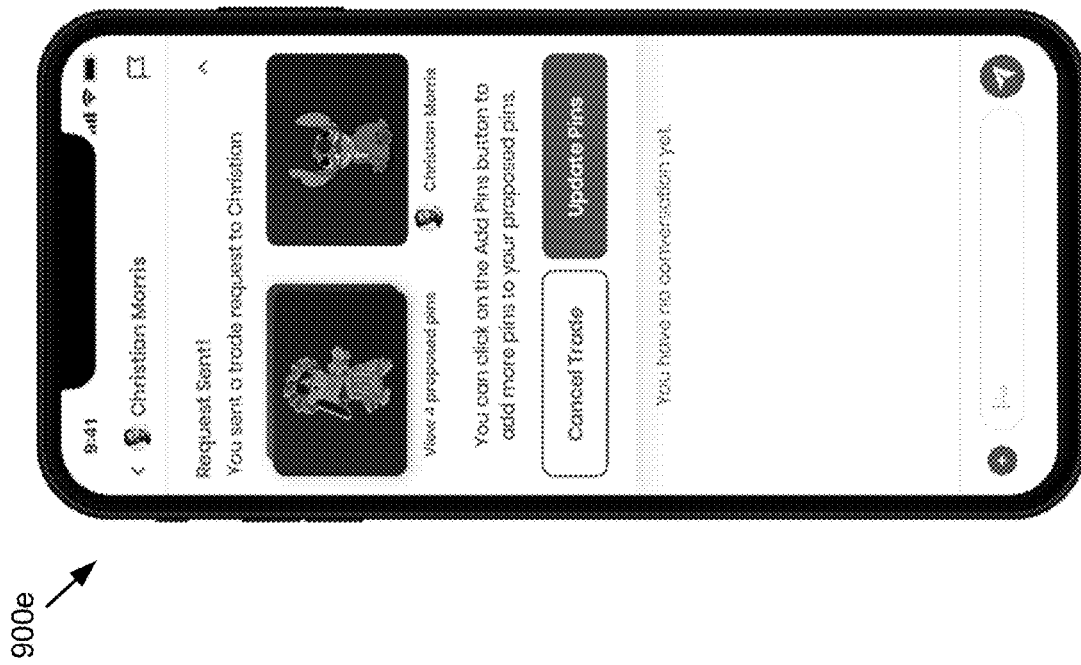 900e
9:41
Christian Morris
Request Sent!
You sent a trade request to Christian
View 4 proposed pins
Christian Morris
You can click on the Add Pins button to
add more pins to your proposed pins.
Cancel Trade
Update Pins
You have no conversation yet.